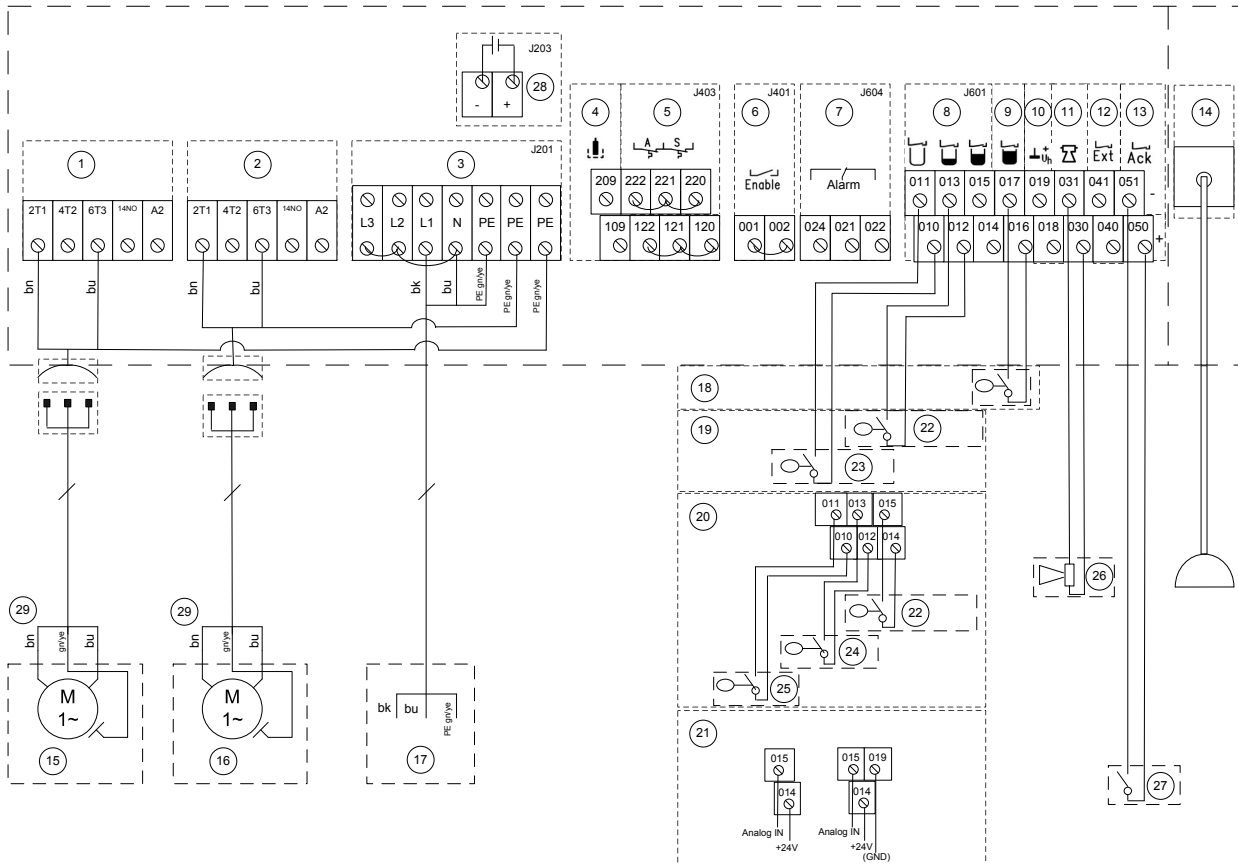 J203
- + 28
4 5 J403
6 J401
7 J604
8 J601 9 10 11 12 13
14
1
2
3 J201
A S
Enable
Alarm
+ Uh
Ext
Ack
2T1 4T2 6T3 14NO A2
2T1 4T2 6T3 14NO A2
L3 L2 L1 N PE PE PE
209 222 221 220
109 122 121 120
001 002
024 021 022
011 013 015 017 019 031 041 051 -
010 012 014 016 018 030 040 050 +
bn bu
bn bu
bk bu PE gn/ye PE gn/ye PE gn/ye
18
19
22
23
20
011 013 015
010 012 014
22
24
25
26
29
bn gn/ye bu
29
bn gn/ye bu
M
1~
15
M
1~
16
bk bu PE gn/ye
17
21
015
014
Analog IN
+24V
015 019
014
Analog IN
+24V
(GND)
27